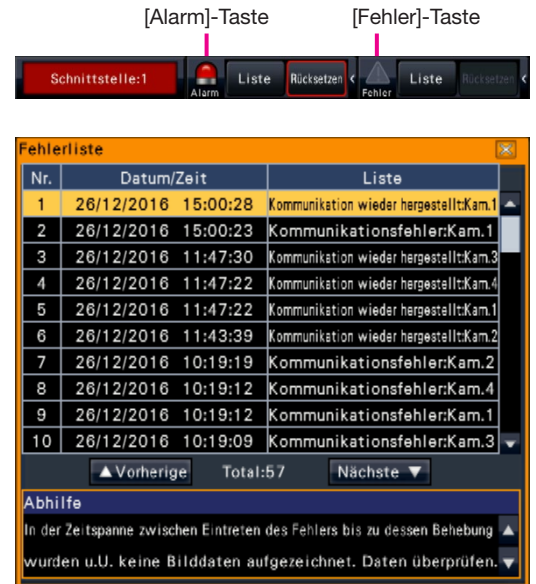 [Alarm]-Taste [Fehler]-Taste
Schnittstelle:1 Alarm Liste Rücksetzen < Fehler Liste Rücksetzen <
Fehlerliste
Nr. Datum/Zeit Liste
1 26/12/2016 15:00:28 Kommunikation wieder hergestellt:Kam.1
2 26/12/2016 15:00:23 Kommunikationsfehler:Kam.1
3 26/12/2016 11:47:30 Kommunikation wieder hergestellt:Kam.3
4 26/12/2016 11:47:22 Kommunikation wieder hergestellt:Kam.4
5 26/12/2016 11:47:22 Kommunikation wieder hergestellt:Kam.1
6 26/12/2016 11:43:39 Kommunikation wieder hergestellt:Kam.2
7 26/12/2016 10:19:19 Kommunikationsfehler:Kam.2
8 26/12/2016 10:19:12 Kommunikationsfehler:Kam.4
9 26/12/2016 10:19:12 Kommunikationsfehler:Kam.1
10 26/12/2016 10:19:09 Kommunikationsfehler:Kam.3
▲Vorherige Total:57 Nächste ▼
Abhilfe
In der Zeitspanne zwischen Eintreten des Fehlers bis zu dessen Behebung
wurden u.U. keine Bilddaten aufgezeichnet. Daten überprüfen.